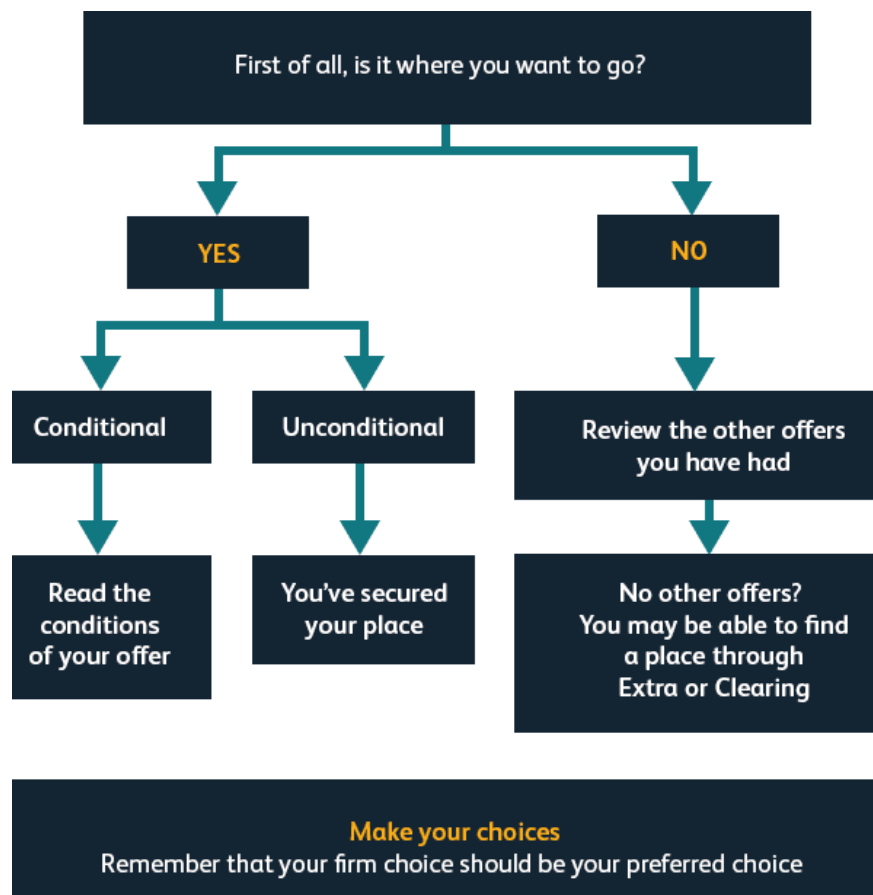 First of all, is it where you want to go?
YES
NO
Conditional
Unconditional
Review the other offers
you have had
Read the
conditions
of your offer
You’ve secured
your place
No other offers?
You may be able to find
a place through
Extra or Clearing
Make your choices
Remember that your firm choice should be your preferred choice